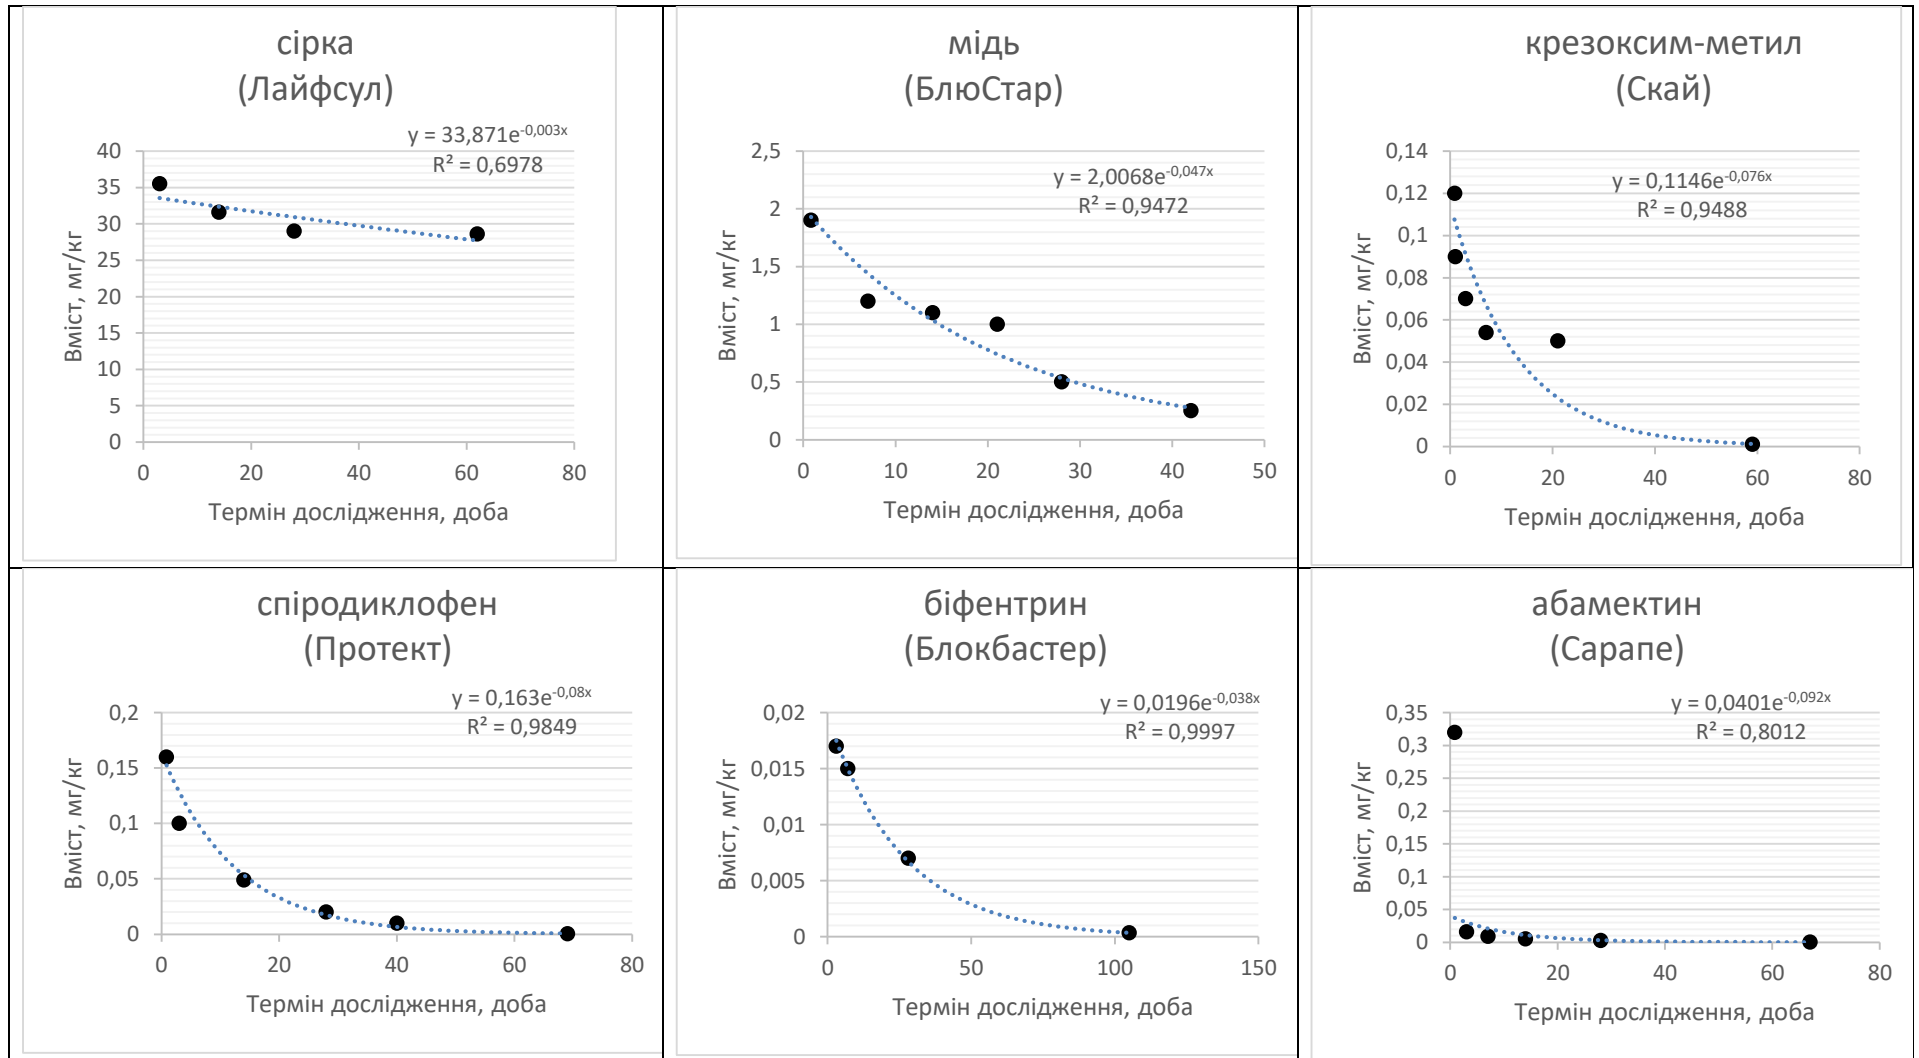 сірка
(Лайфсул)
y = 33,871e^-0,003x
R² = 0,6978
Вміст, мг/кг
40
35
30
25
20
15
10
5
0
0 20 40 60 80
Термін дослідження, доба
мідь
(БлюСтар)
y = 2,0068e^-0,047x
R² = 0,9472
Вміст, мг/кг
2,5
2
1,5
1
0,5
0
0 10 20 30 40 50
Термін дослідження, доба
крезоксим-метил
(Скай)
y = 0,1146e^-0,076x
R² = 0,9488
Вміст, мг/кг
0,14
0,12
0,1
0,08
0,06
0,04
0,02
0
0 20 40 60 80
Термін дослідження, доба
спіродиклофен
(Протект)
y = 0,163e^-0,08x
R² = 0,9849
Вміст, мг/кг
0,2
0,15
0,1
0,05
0
0 20 40 60 80
Термін дослідження, доба
біфентрин
(Блокбастер)
y = 0,0196e^-0,038x
R² = 0,9997
Вміст, мг/кг
0,02
0,015
0,01
0,005
0
0 50 100 150
Термін дослідження, доба
абамектин
(Сарапе)
y = 0,0401e^-0,092x
R² = 0,8012
Вміст, мг/кг
0,35
0,3
0,25
0,2
0,15
0,1
0,05
0
0 20 40 60 80
Термін дослідження, доба